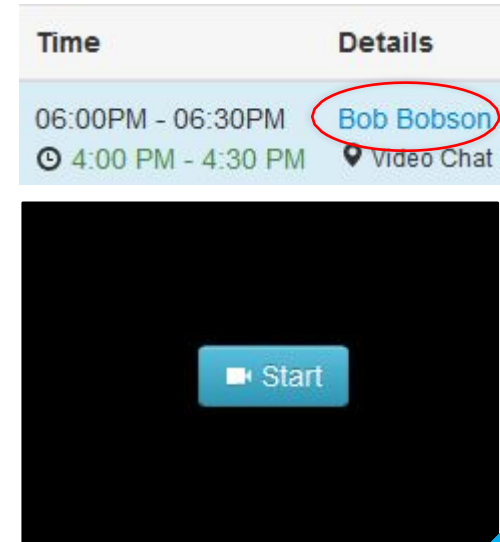 Time Details
06:00PM - 06:30PM Bob Bobson
4:00 PM - 4:30 PM Video Chat
Start